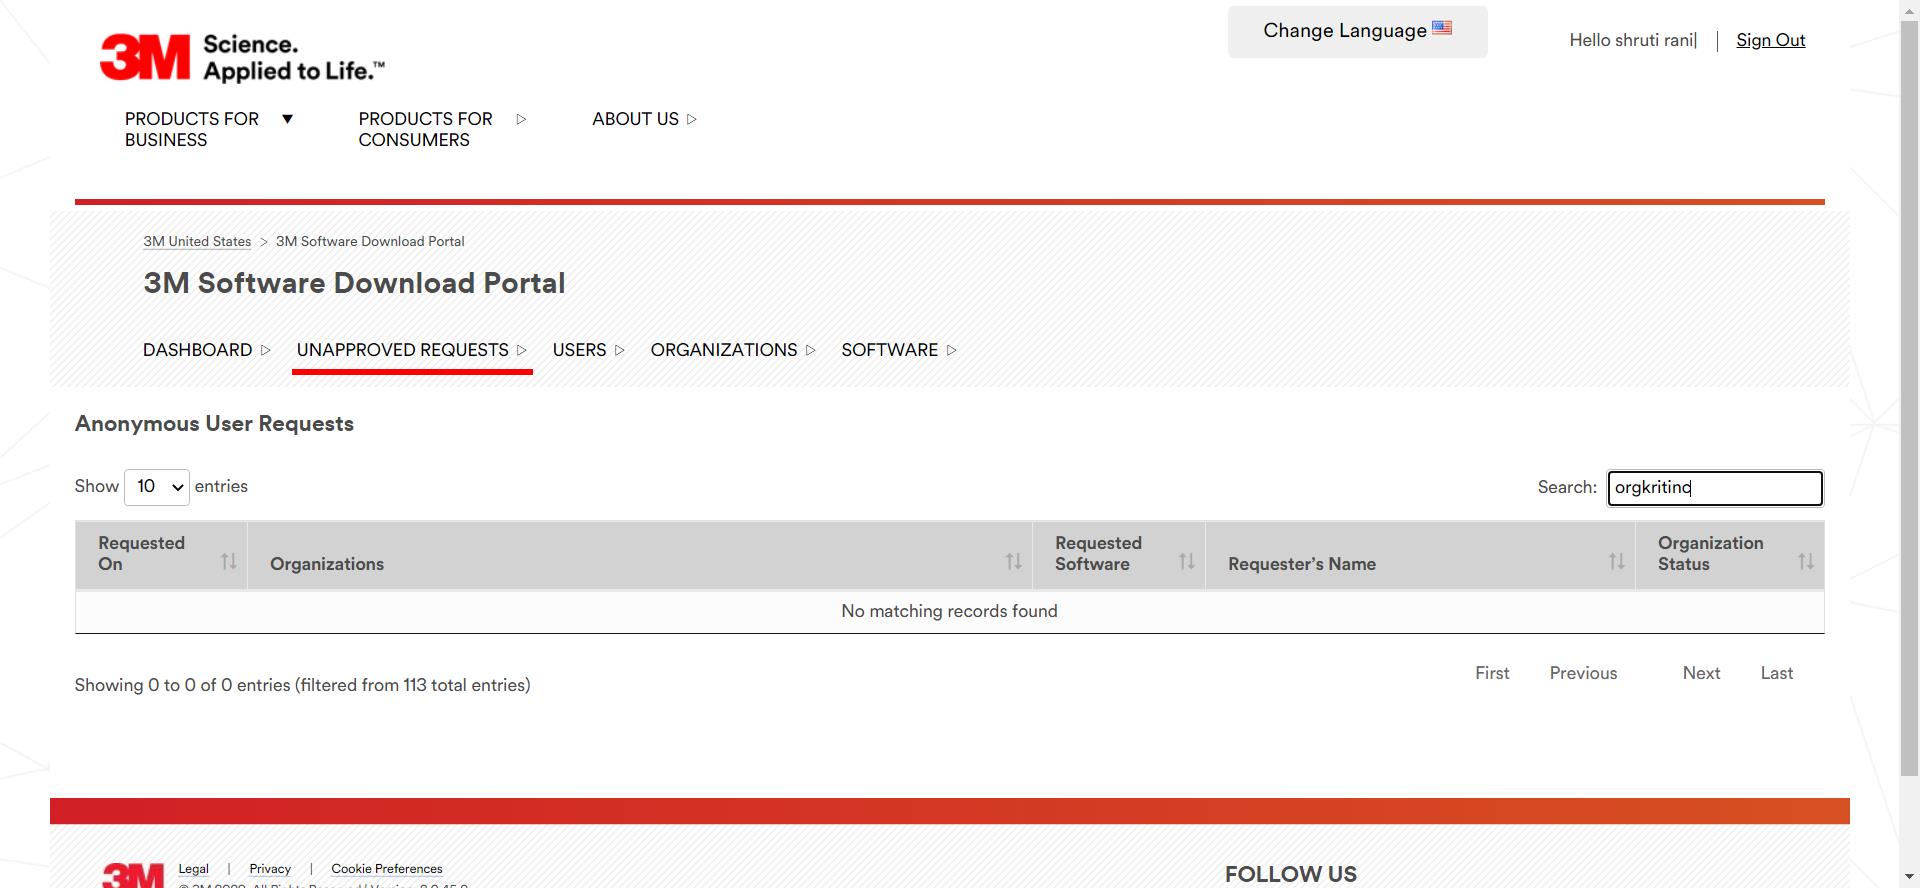 3M Science.
Applied to Life.™
Change Language
Hello shruti rani|
Sign Out
PRODUCTS FOR
BUSINESS
PRODUCTS FOR
CONSUMERS
ABOUT US
3M United States > 3M Software Download Portal
3M Software Download Portal
DASHBOARD UNAPPROVED REQUESTS USERS ORGANIZATIONS SOFTWARE
Anonymous User Requests
Show 10 entries
Search: orgkritinc
Requested
On
Organizations
Requested
Software
Requester's Name
Organization
Status
No matching records found
Showing 0 to 0 of 0 entries (filtered from 113 total entries)
First Previous Next Last
3M
Legal | Privacy | Cookie Preferences
FOLLOW US